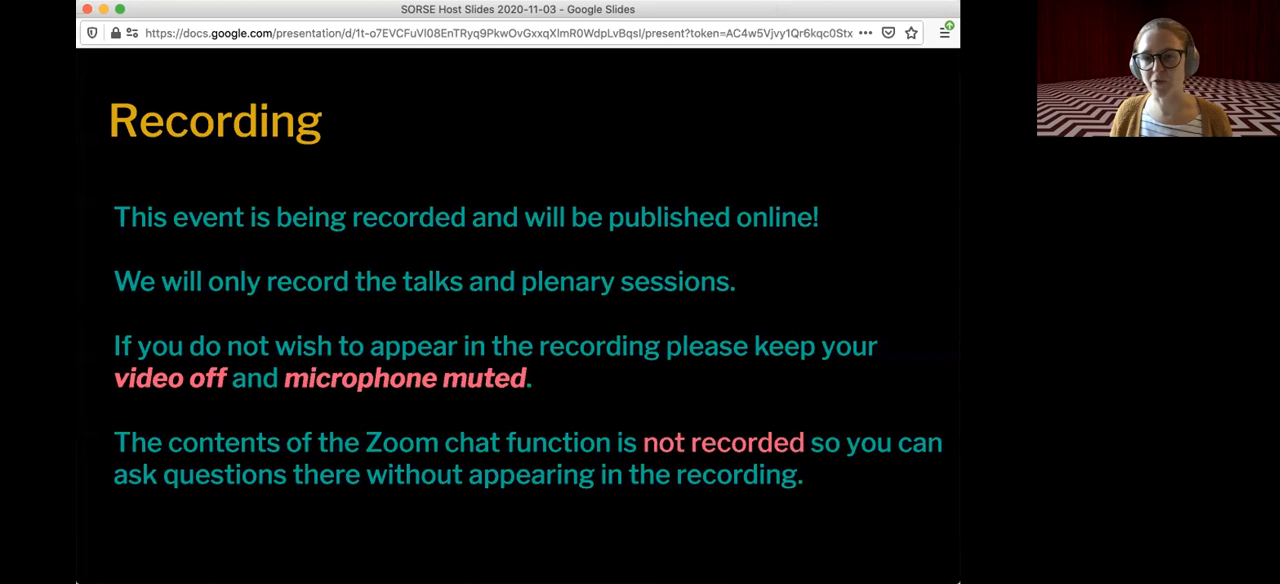 SORSE Host Slides 2020-11-03 - Google Slides
Recording
This event is being recorded and will be published online!
We will only record the talks and plenary sessions.
If you do not wish to appear in the recording please keep your
video off and microphone muted.
The contents of the Zoom chat function is not recorded so you can
ask questions there without appearing in the recording.